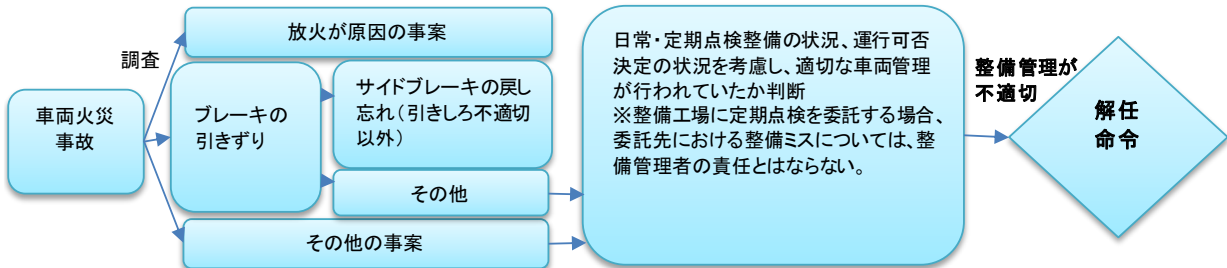 車両火災
事故
調査
放火が原因の事案
ブレーキの
引きずり
サイドブレーキの戻し
忘れ（引きしろ不適切
以外）
その他
その他の事案
日常・定期点検整備の状況、運行可否
決定の状況を考慮し、適切な車両管理
が行われていたか判断
※整備工場に定期点検を委託する場合、
委託先における整備ミスについては、整
備管理者の責任とはならない。
整備管理が
不適切
解任
命令